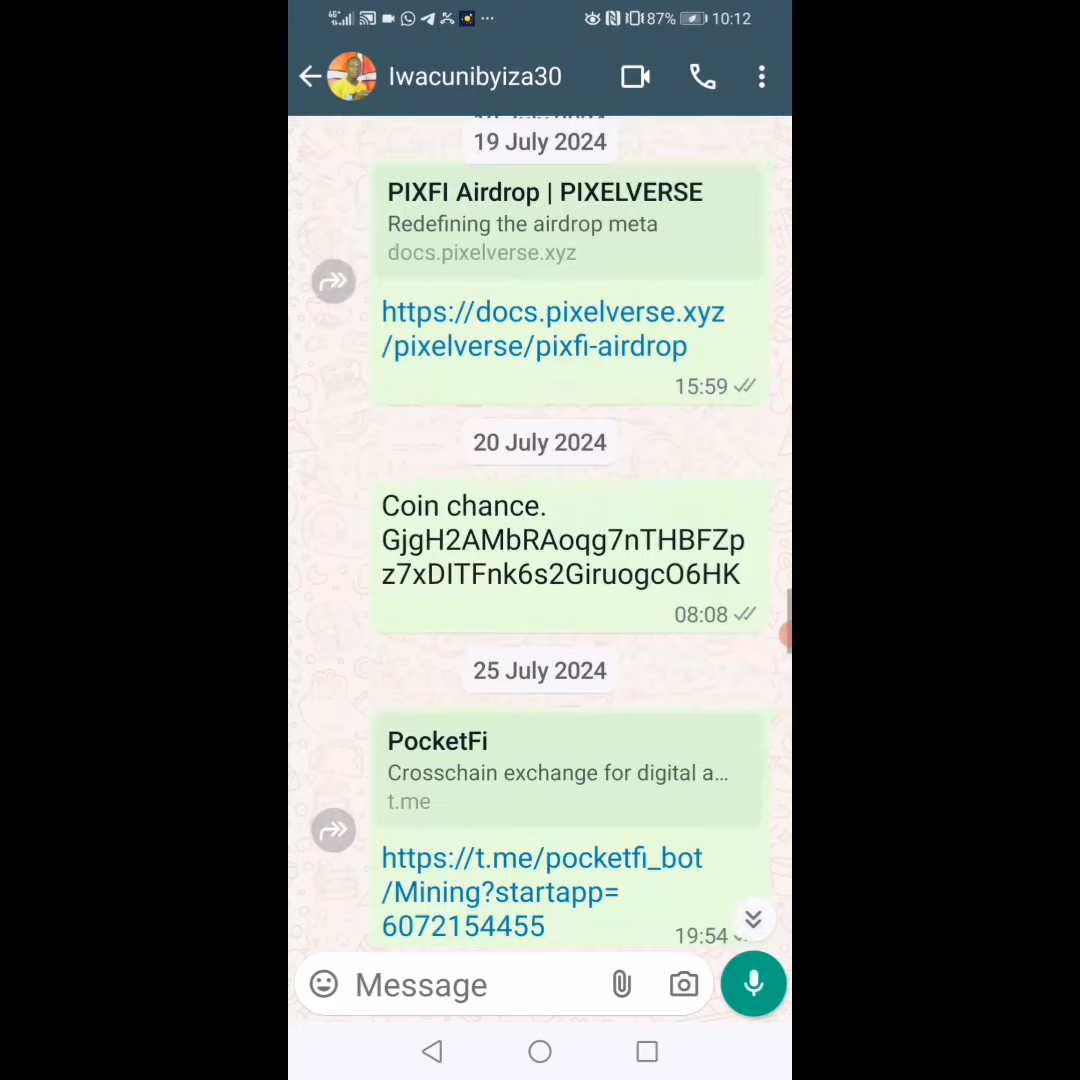 4G 87% 10:12
Iwacunibyiza30
19 July 2024
PIXFI Airdrop | PIXELVERSE
Redefining the airdrop meta
docs.pixelverse.xyz
https://docs.pixelverse.xyz
/pixelverse/pixfi-airdrop
15:59
20 July 2024
Coin chance.
GjgH2AMbRAoqg7nTHBFZp
z7xDITFnk6s2GiruogcO6HK
08:08
25 July 2024
PocketFi
Crosschain exchange for digital a...
t.me
https://t.me/pocketfi_bot
/Mining?startapp=
6072154455
19:54
Message